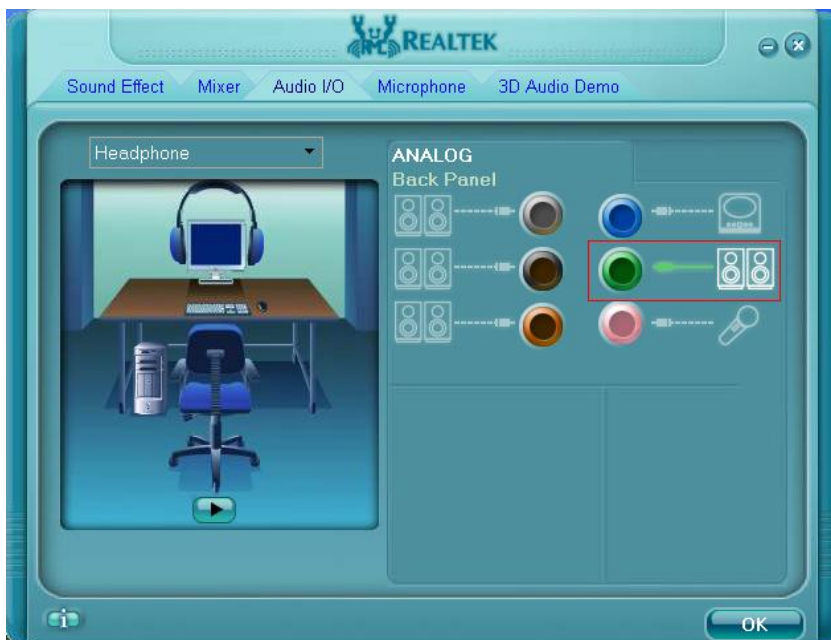 REALTEK
Sound Effect Mixer Audio I/O Microphone 3D Audio Demo
Headphone
ANALOG
Back Panel
i
OK